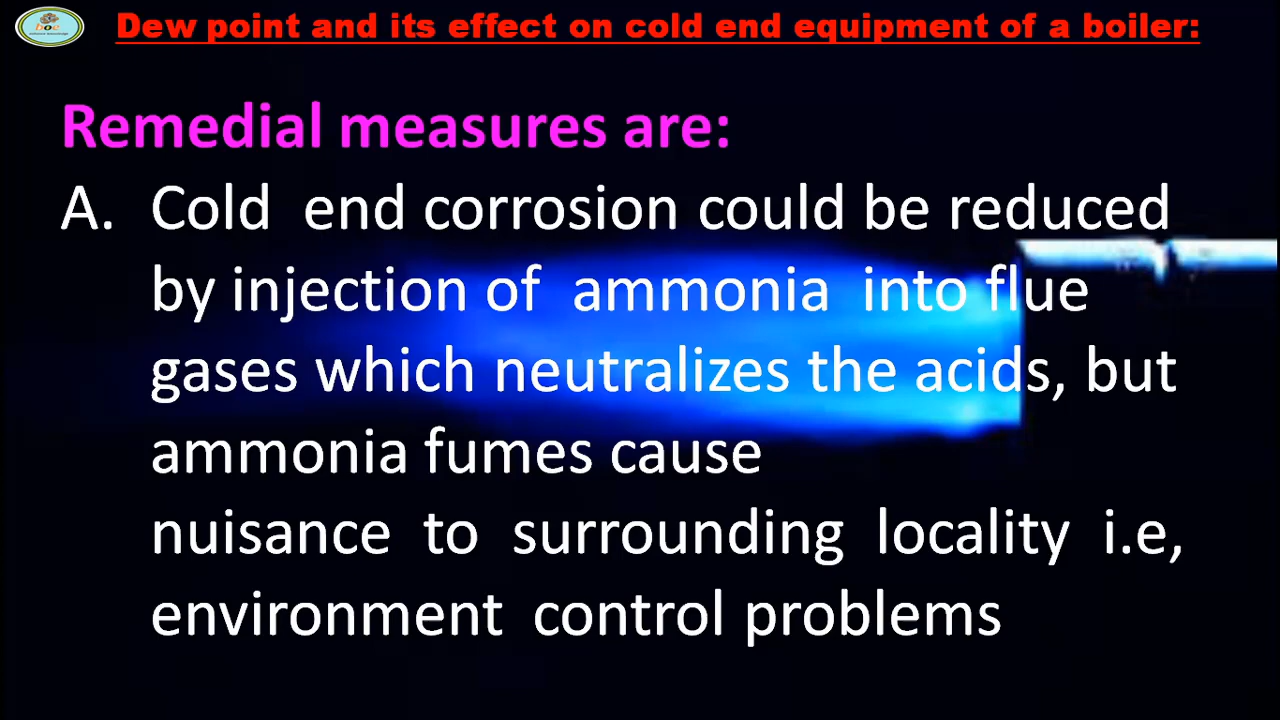 Dew point and its effect on cold end equipment of a boiler:
Remedial measures are:
A. Cold end corrosion could be reduced
by injection of ammonia into flue
gases which neutralizes the acids, but
ammonia fumes cause
nuisance to surrounding locality i.e,
environment control problems